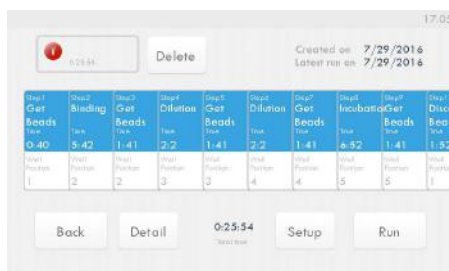 17:05
0:25:54
Delete
Created on 7/29/2016
Latest run on 7/29/2016
Step1 Step2 Step3 Step4 Step5 Step6 Step7 Step8 Step9 Step1
Get Binding Get Dilution Get Dilution Get Incubation Get Disc
Beads Beads Beads Beads Beads Bea
Time Time Time Time Time Time Time Time Time Time
0:40 5:42 1:41 2:2 1:41 2:2 1:41 6:52 1:41 1:52
Well Well Well Well Well Well Well Well Well Well
Position Position Position Position Position Position Position Position Position Position
1 2 2 3 3 4 4 5 5 1
Back
Detail
0:25:54
Total time
Setup
Run